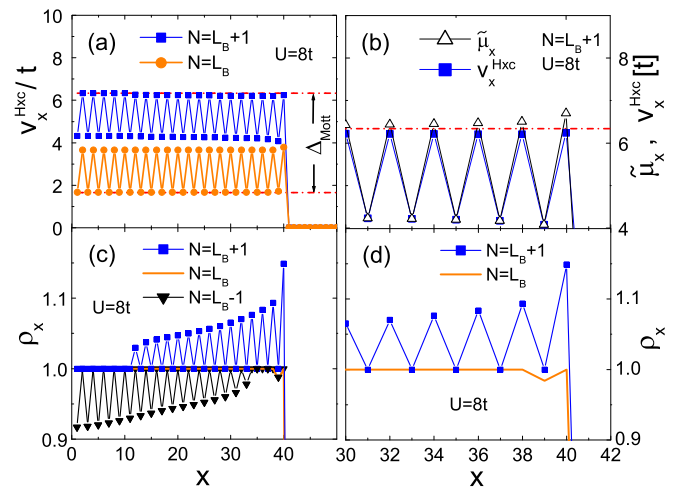 (a)
N=L_B+1
N=L_B
U=8t
v_x^Hxc/t
8
6
4
2
0
Δ_Mott
(b)
μ̃_x
v_x^Hxc
N=L_B+1
U=8t
8
6
4
μ̃_x , v_x^Hxc[t]
(c)
N=L_B+1
N=L_B
N=L_B-1
U=8t
ρ_x
1.1
1.0
0.9
0 10 20 30 40
x
(d)
N=L_B+1
N=L_B
U=8t
1.1
1.0
0.9
ρ_x
30 32 34 36 38 40 42
x